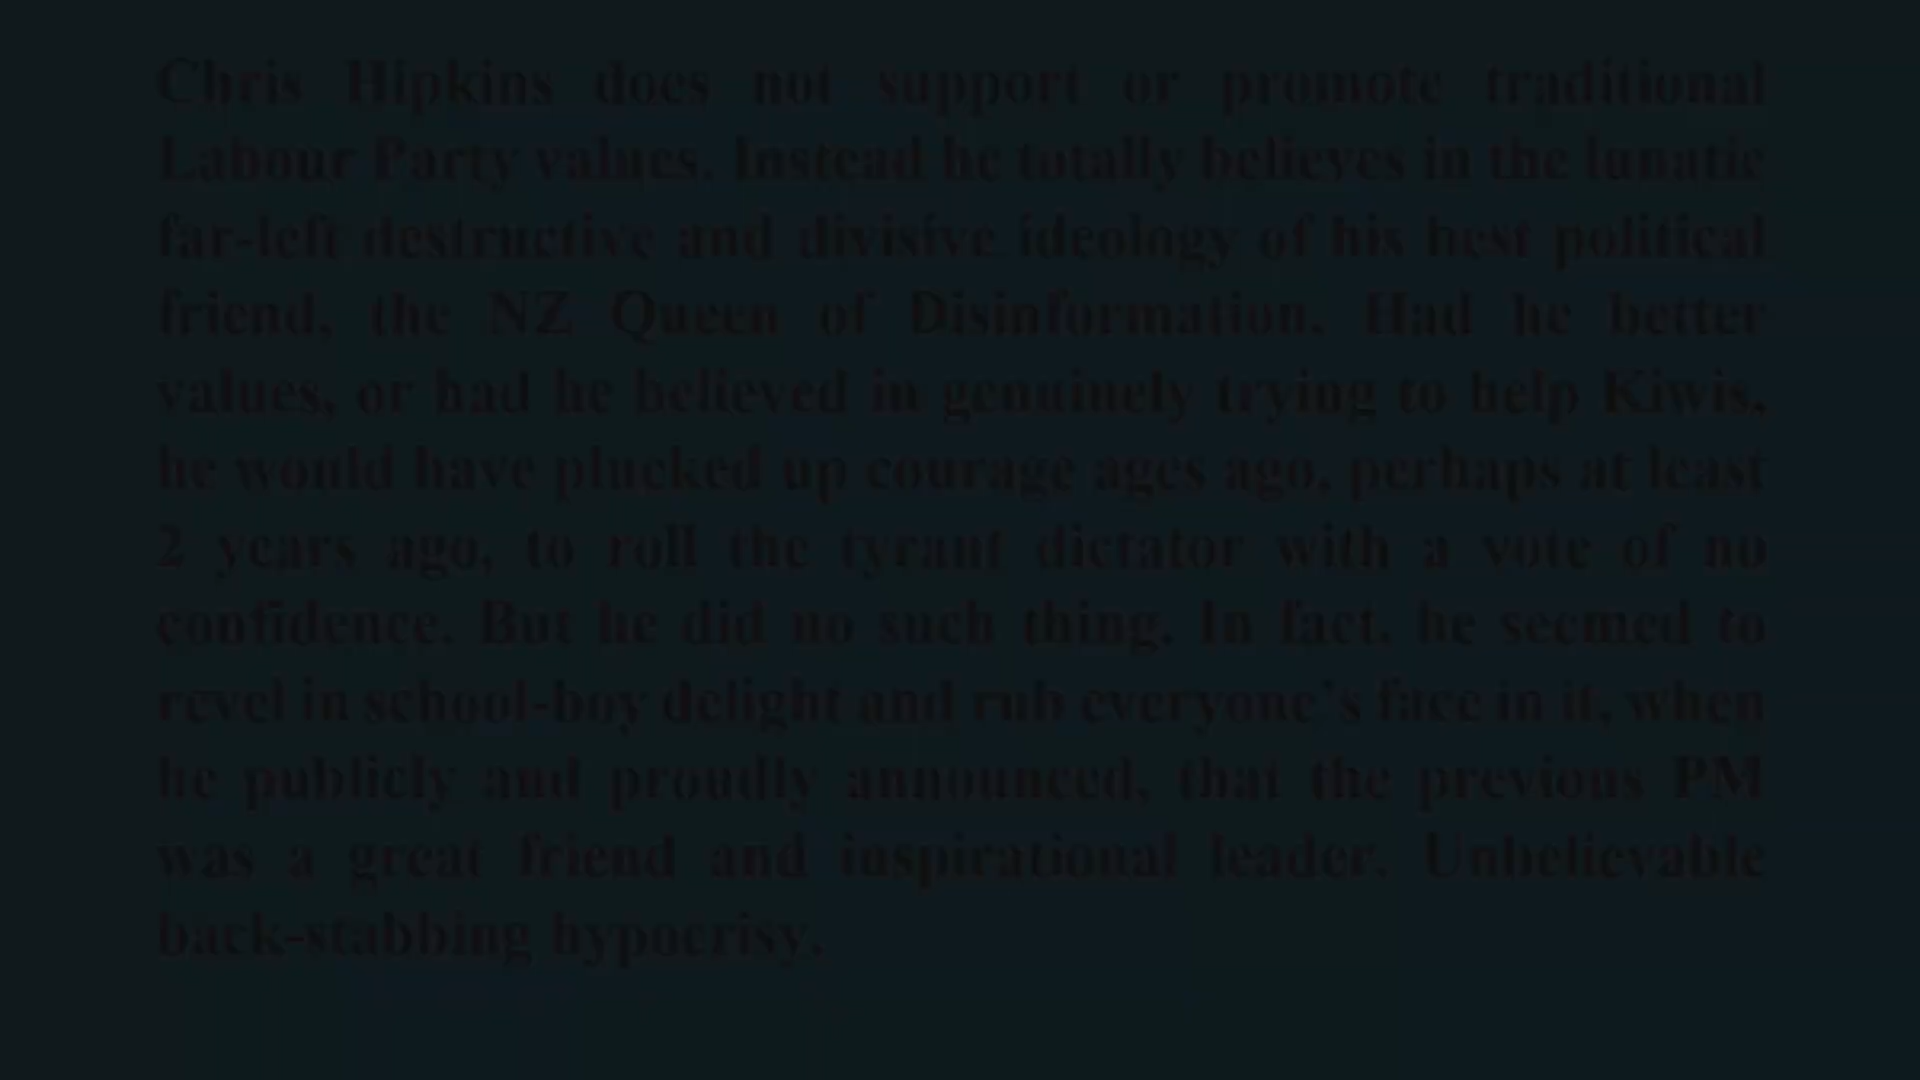 Chris Hipkins does not support or promote traditional
Labour Party values. Instead he totally believes in the lunatic
far-left destructive and divisive ideology of his best political
friend, the NZ Queen of Disinformation. Had he better
values, or had he believed in genuinely trying to help Kiwis,
he would have plucked up courage ages ago, perhaps at least
2 years ago, to roll the tyrant dictator with a vote of no
confidence. But he did no such thing. In fact, he seemed to
revel in school-boy delight and rub everyone's face in it, when
he publicly and proudly announced, that the previous PM
was a great friend and inspirational leader. Unbelievable
back-stabbing hypocrisy.